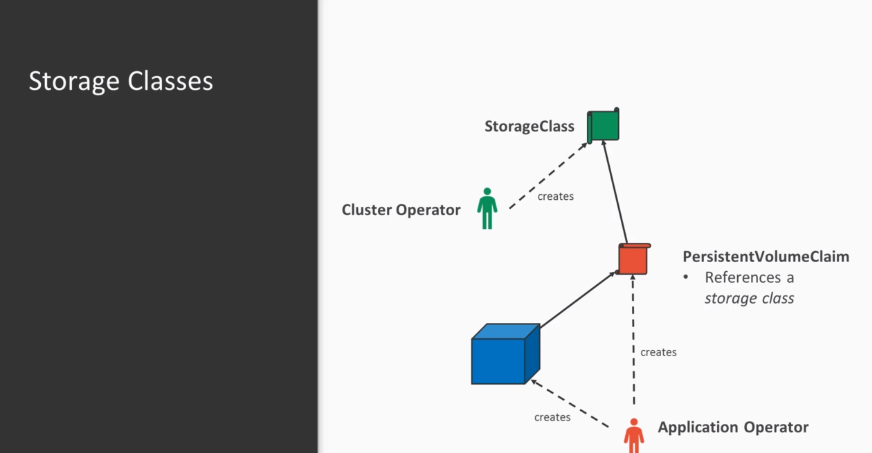 Storage Classes
StorageClass
creates
Cluster Operator
PersistentVolumeClaim
• References a
storage class
creates
creates
Application Operator